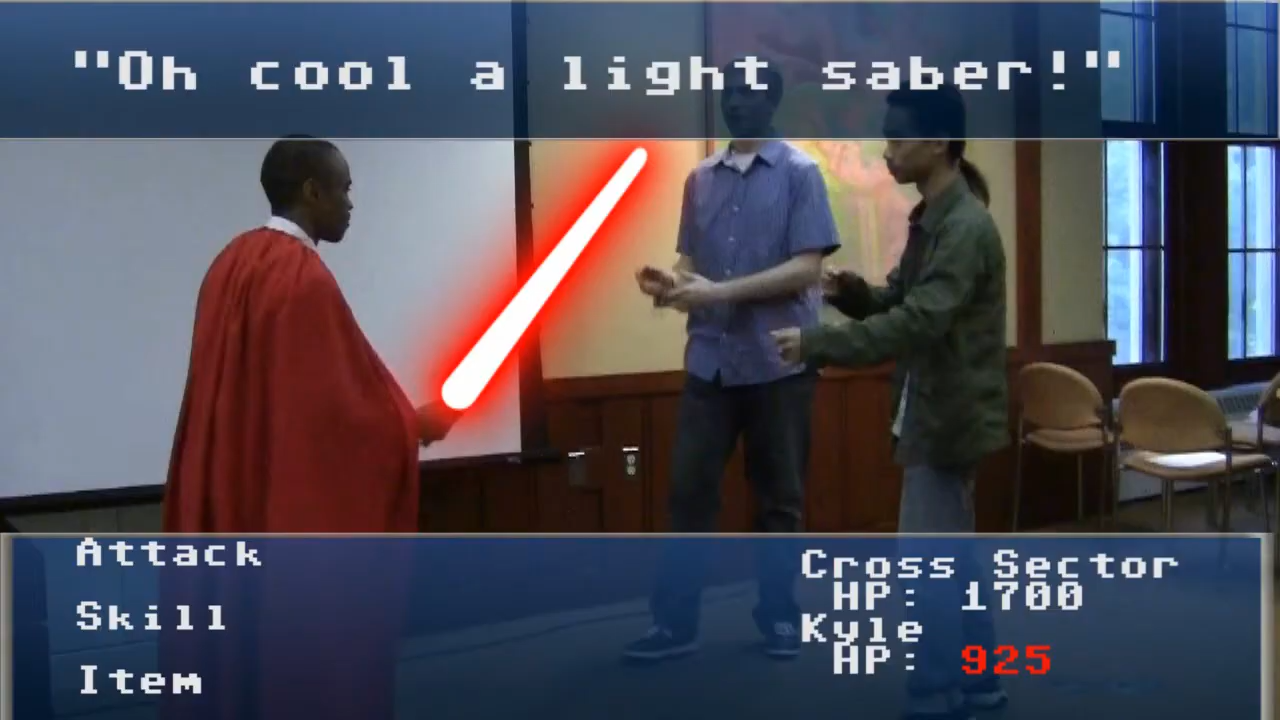 "Oh cool a light saber!"
Attack
Skill
Item
Cross Sector
HP: 1700
Kyle
HP: 925